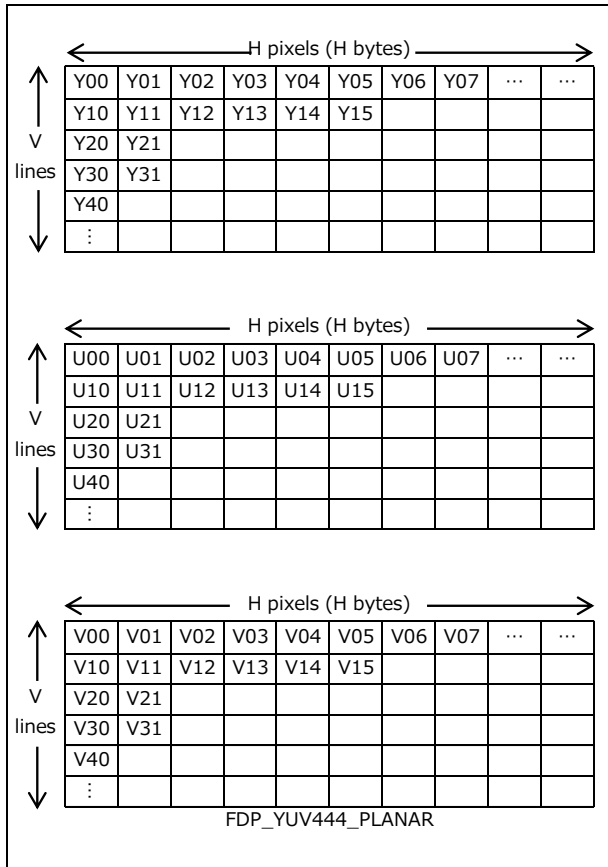 H pixels (H bytes)
Y00 Y01 Y02 Y03 Y04 Y05 Y06 Y07 … …
Y10 Y11 Y12 Y13 Y14 Y15
V
Y20 Y21
lines
Y30 Y31
Y40
⋮
H pixels (H bytes)
U00 U01 U02 U03 U04 U05 U06 U07 … …
U10 U11 U12 U13 U14 U15
V
U20 U21
lines
U30 U31
U40
⋮
H pixels (H bytes)
V00 V01 V02 V03 V04 V05 V06 V07 … …
V10 V11 V12 V13 V14 V15
V
V20 V21
lines
V30 V31
V40
⋮
FDP_YUV444_PLANAR